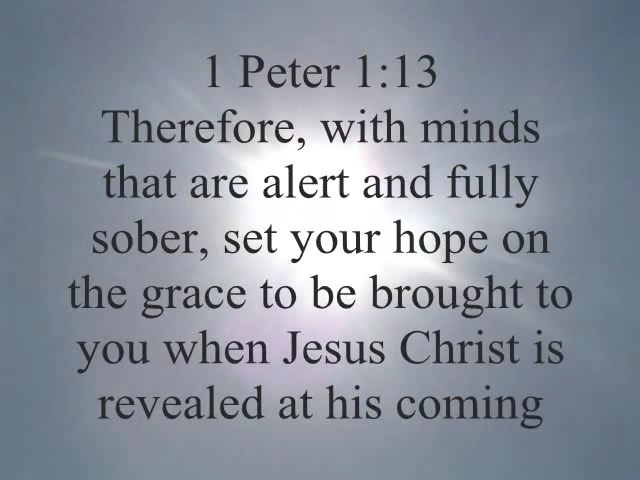 1 Peter 1:13
Therefore, with minds
that are alert and fully
sober, set your hope on
the grace to be brought to
you when Jesus Christ is
revealed at his coming